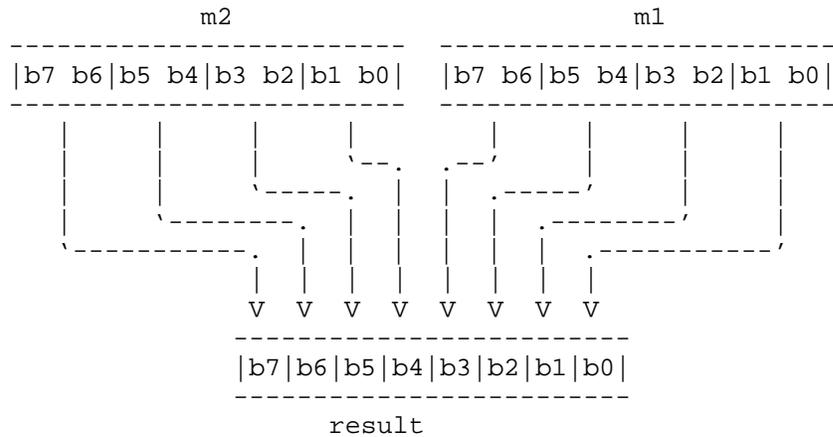 m2 m1
|b7 b6|b5 b4|b3 b2|b1 b0| |b7 b6|b5 b4|b3 b2|b1 b0|
V V V V V V V V
|b7|b6|b5|b4|b3|b2|b1|b0|
result